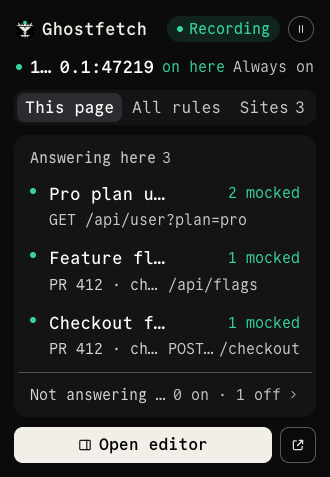 Ghostfetch Recording
1… 0.1:47219 on here Always on
This page All rules Sites 3
Answering here 3
Pro plan u… 2 mocked
GET /api/user?plan=pro
Feature fl… 1 mocked
PR 412 · ch… /api/flags
Checkout f… 1 mocked
PR 412 · ch… POST… /checkout
Not answering … 0 on · 1 off
Open editor